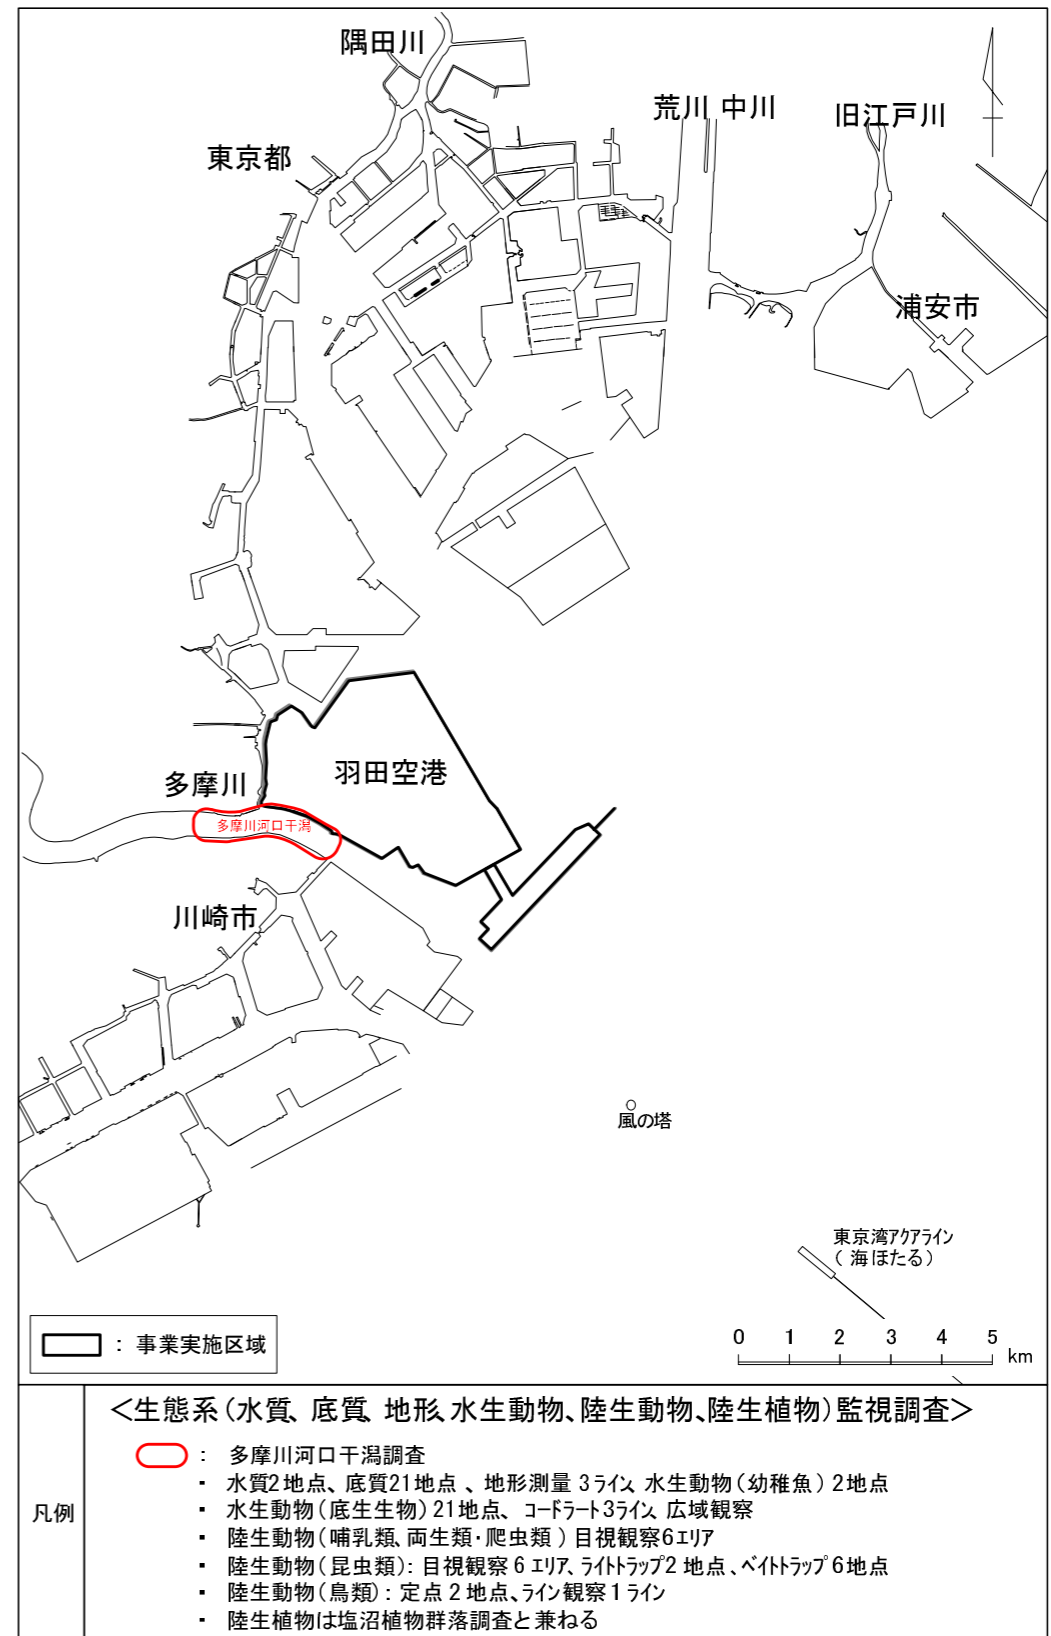 隅田川
荒川 中川
旧江戸川
東京都
浦安市
羽田空港
多摩川
多摩川河口干潟
川崎市
風の塔
東京湾アクアライン
（ 海ほたる ）
： 事業実施区域
0 1 2 3 4 5
km
凡例
＜生態系（水質、底質、地形、水生動物、陸生動物、陸生植物）監視調査＞
： 多摩川河口干潟調査
・ 水質2地点、底質21地点 、地形測量 3ライン、水生動物（幼稚魚）2地点
・ 水生動物（底生生物）21地点、 コードラート3ライン、広域観察
・ 陸生動物（哺乳類、両生類・爬虫類 ）目視観察6エリア
・ 陸生動物（昆虫類）：目視観察 6 エリア、ライトトラップ2 地点 、ベイトトラップ 6地点
・ 陸生動物（鳥類）：定点 2 地点、ライン観察 1 ライン
・ 陸生植物は塩沼植物群落調査と兼ねる